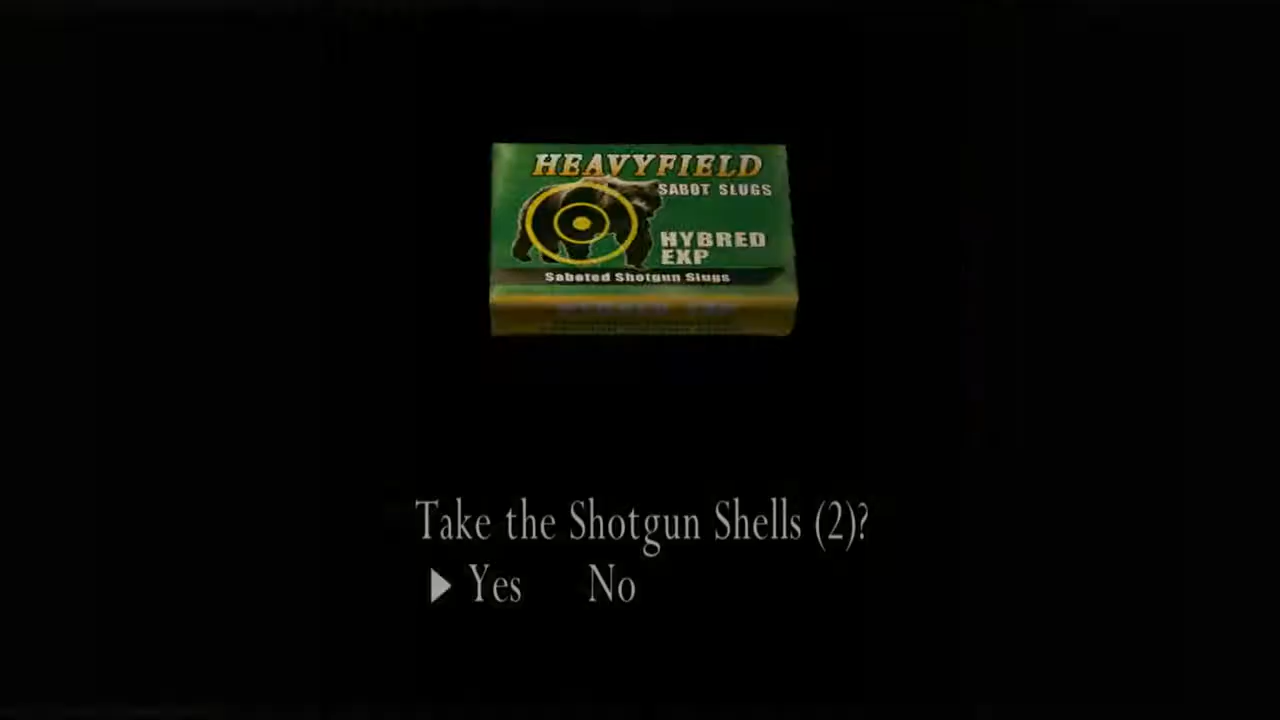 HEAVYFIELD
SABOT SLUGS
HYBRED
EXP
Saboted Shotgun Slugs
Take the Shotgun Shells (2)?
Yes No